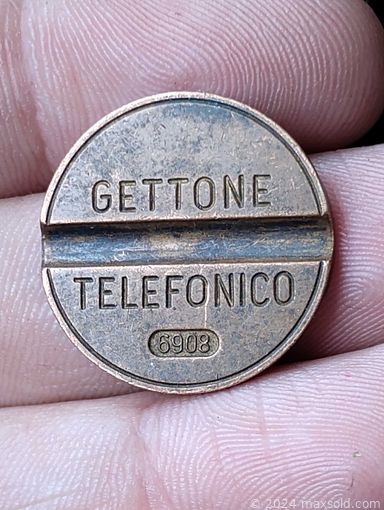 GETTONE
TELEFONICO
6908
© 2024 maxsold.com